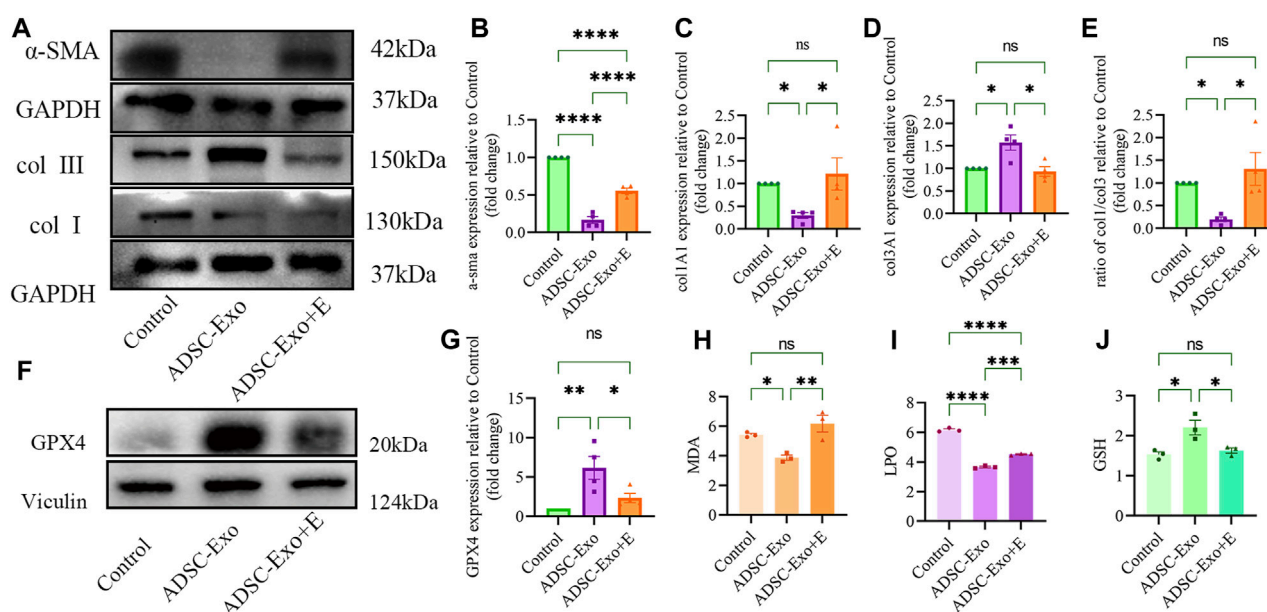 A
α-SMA
42kDa
GAPDH
37kDa
col III
150kDa
col I
130kDa
GAPDH
37kDa
Control
ADSC-Exo
ADSC-Exo+E
B
a-sma expression relative to Control
(fold change)
1.5
1.0
0.5
0.0
****
****
****
Control
ADSC-Exo
ADSC-Exo+E
C
col1A1 expression relative to Control
(fold change)
2.5
2.0
1.5
1.0
0.5
0.0
ns
*
*
Control
ADSC-Exo
ADSC-Exo+E
D
col3A1 expression relative to Control
(fold change)
2.5
2.0
1.5
1.0
0.5
0.0
ns
*
*
Control
ADSC-Exo
ADSC-Exo+E
E
ratio of col1/col3 relative to Control
(fold change)
2.5
2.0
1.5
1.0
0.5
0.0
ns
*
*
Control
ADSC-Exo
ADSC-Exo+E
F
GPX4
20kDa
Viculin
124kDa
Control
ADSC-Exo
ADSC-Exo+E
G
GPX4 expression relative to Control
(fold change)
15
10
5
0
ns
**
*
Control
ADSC-Exo
ADSC-Exo+E
H
MDA
8
6
4
2
0
ns
*
**
Control
ADSC-Exo
ADSC-Exo+E
I
LPO
8
6
4
2
0
****
****
***
Control
ADSC-Exo
ADSC-Exo+E
J
GSH
3
2
1
0
ns
*
*
Control
ADSC-Exo
ADSC-Exo+E